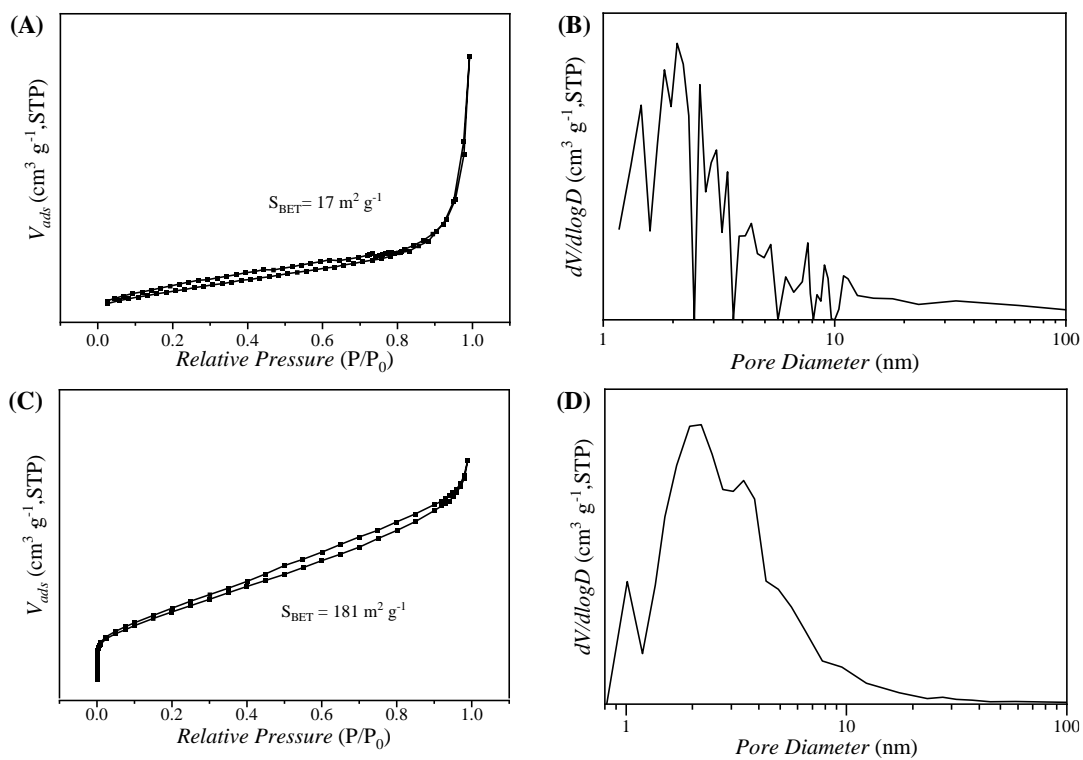 (A)
V_ads (cm³ g⁻¹,STP)
S_BET= 17 m² g⁻¹
0.0 0.2 0.4 0.6 0.8 1.0
Relative Pressure (P/P₀)
(B)
dV/dlogD (cm³ g⁻¹,STP)
1 10 100
Pore Diameter (nm)
(C)
V_ads (cm³ g⁻¹,STP)
S_BET = 181 m² g⁻¹
0.0 0.2 0.4 0.6 0.8 1.0
Relative Pressure (P/P₀)
(D)
dV/dlogD (cm³ g⁻¹,STP)
1 10 100
Pore Diameter (nm)